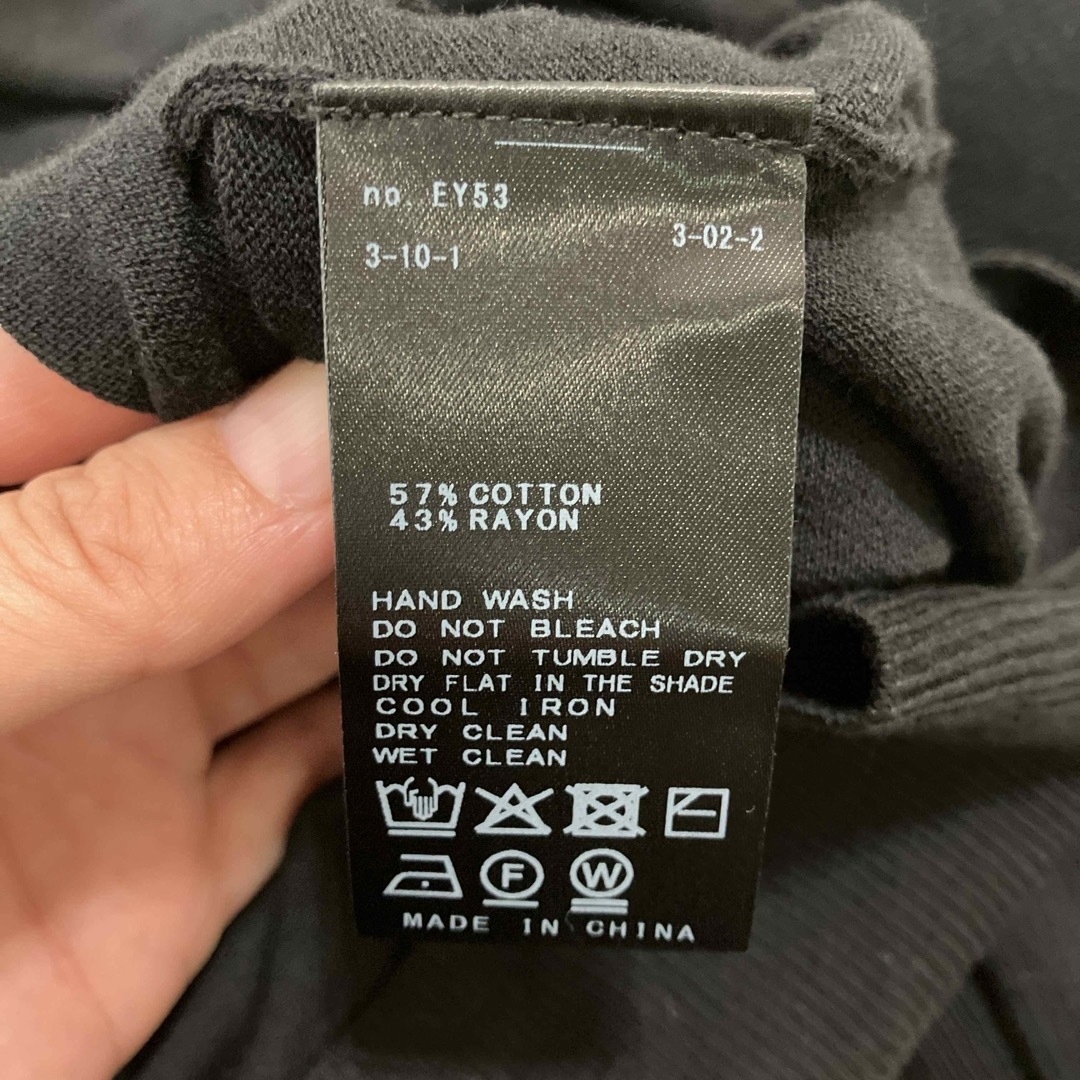 no. EY53
3-10-1
3-02-2
57% COTTON
43% RAYON
HAND WASH
DO NOT BLEACH
DO NOT TUMBLE DRY
DRY FLAT IN THE SHADE
COOL IRON
DRY CLEAN
WET CLEAN
F W
MADE IN CHINA